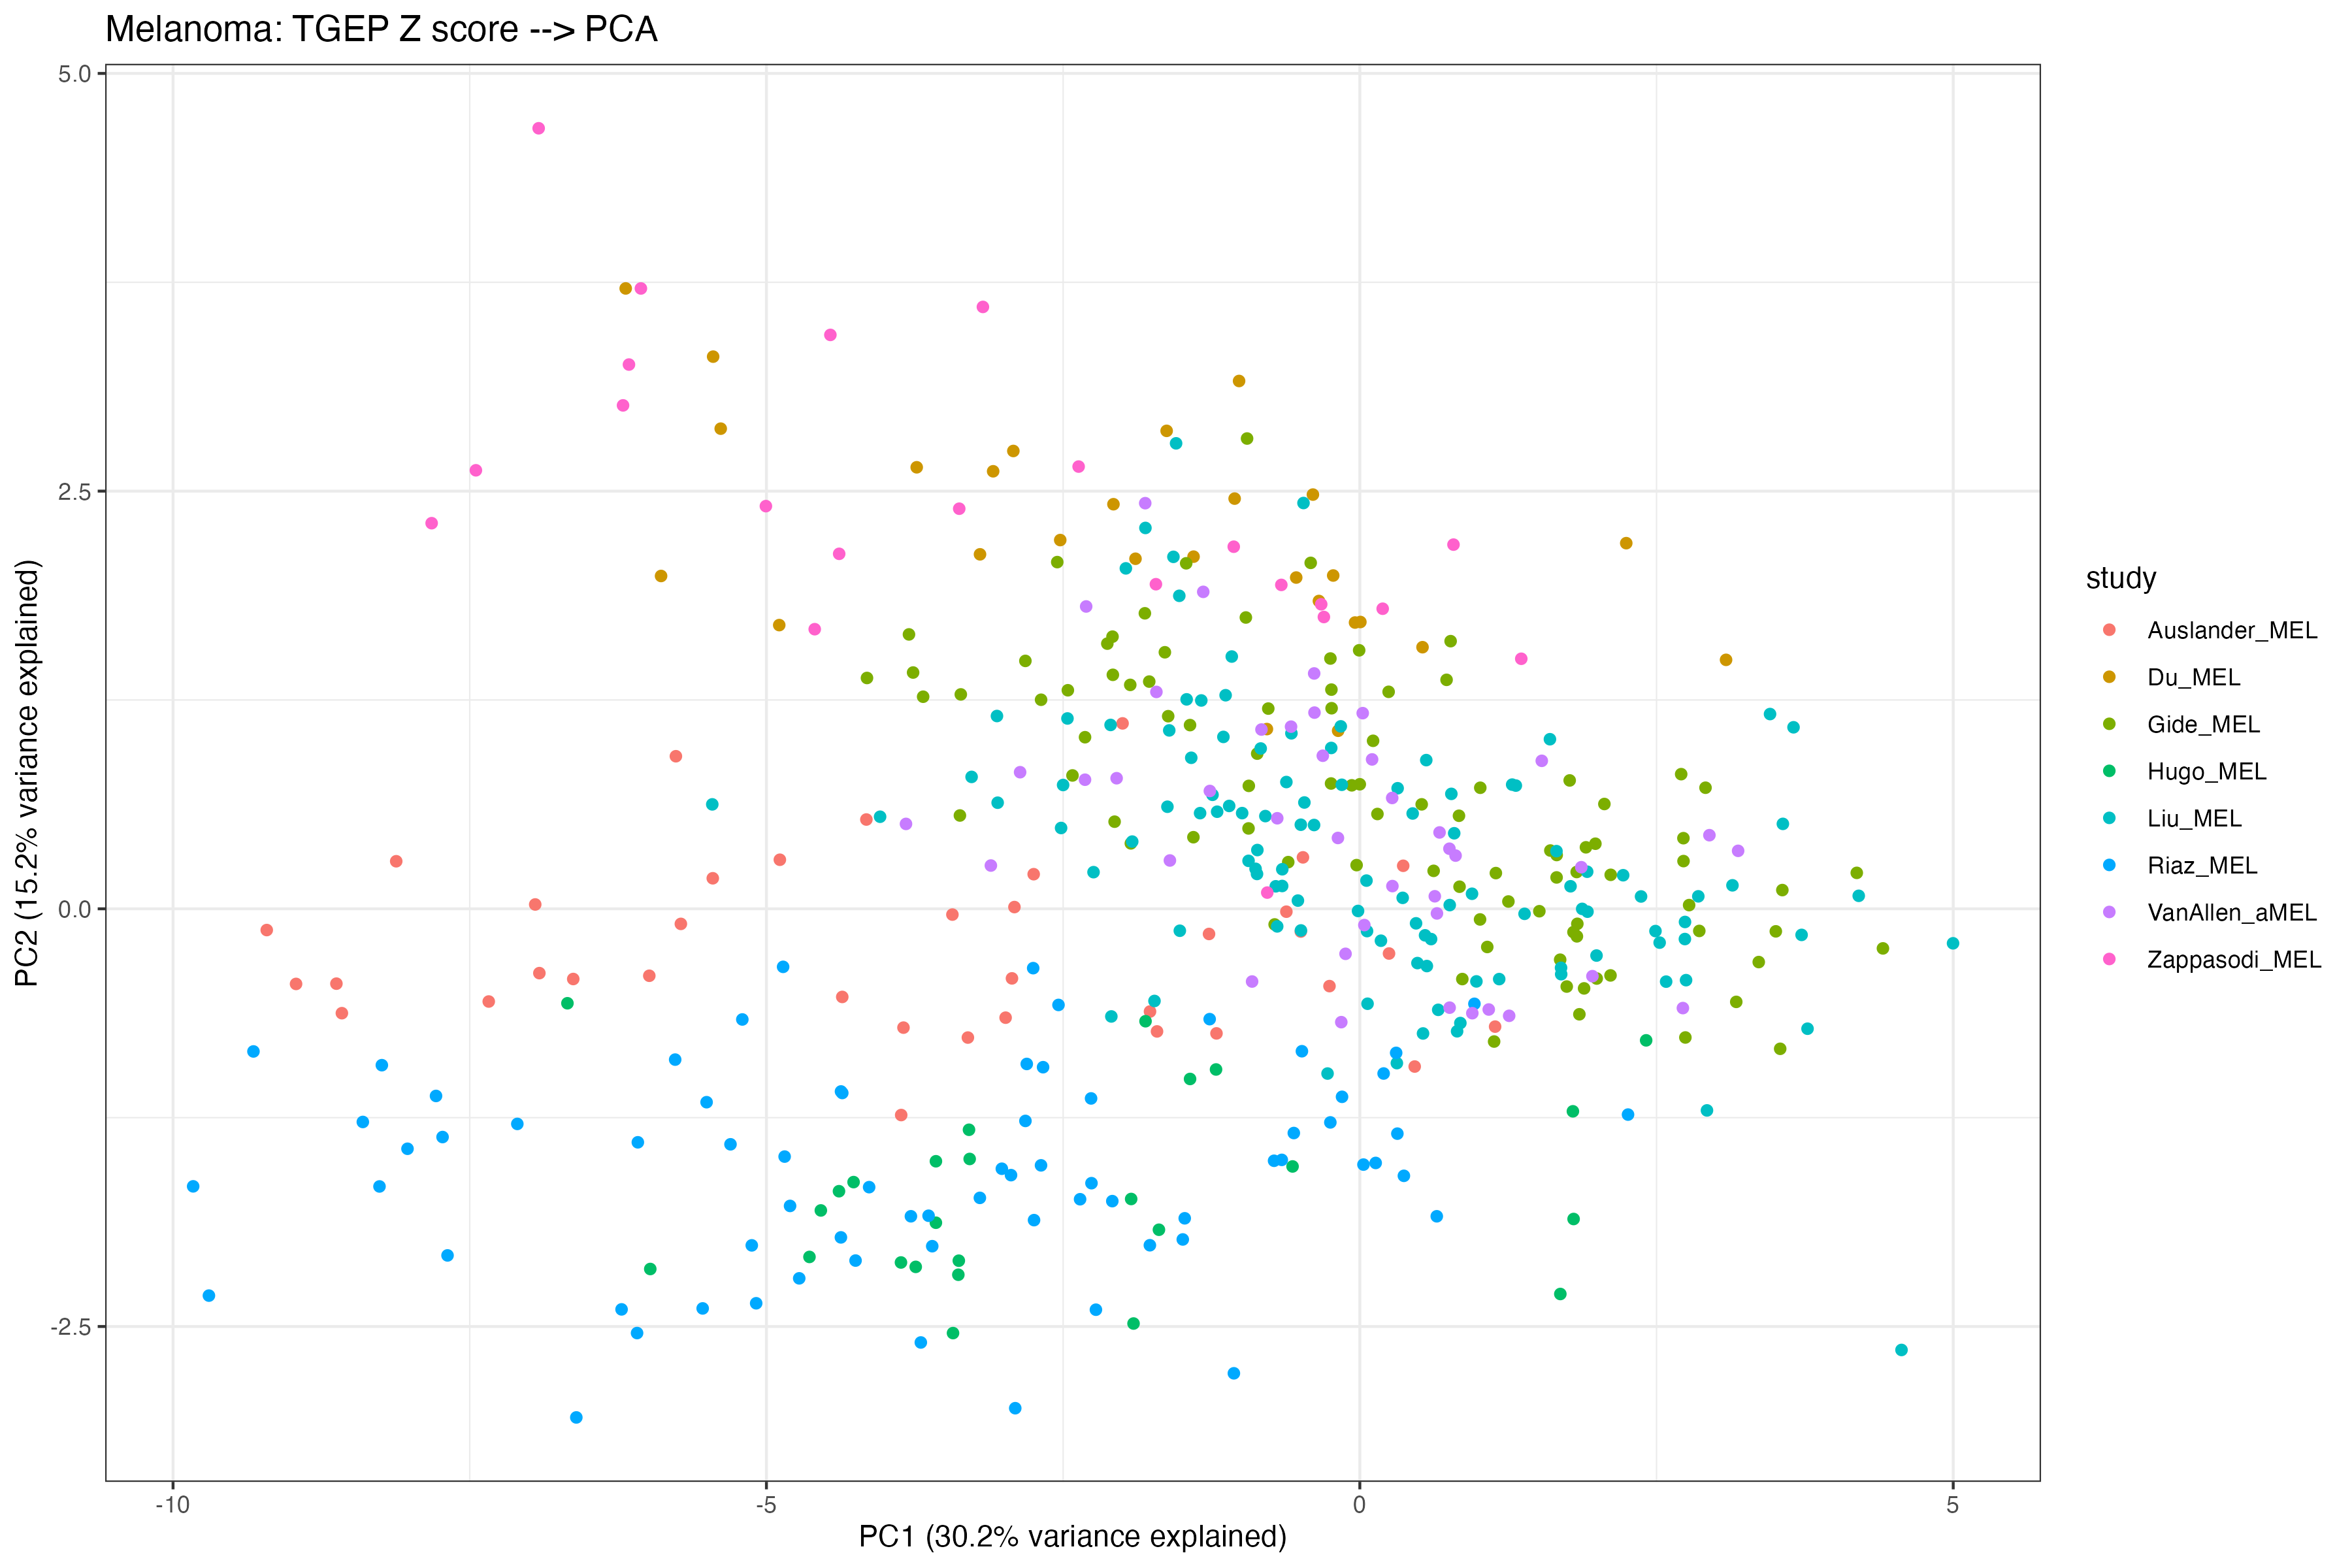 Melanoma: TGEP Z score --> PCA
5.0
2.5
0.0
-2.5
PC2 (15.2% variance explained)
-10
-5
0
5
PC1 (30.2% variance explained)
study
Auslander_MEL
Du_MEL
Gide_MEL
Hugo_MEL
Liu_MEL
Riaz_MEL
VanAllen_aMEL
Zappasodi_MEL